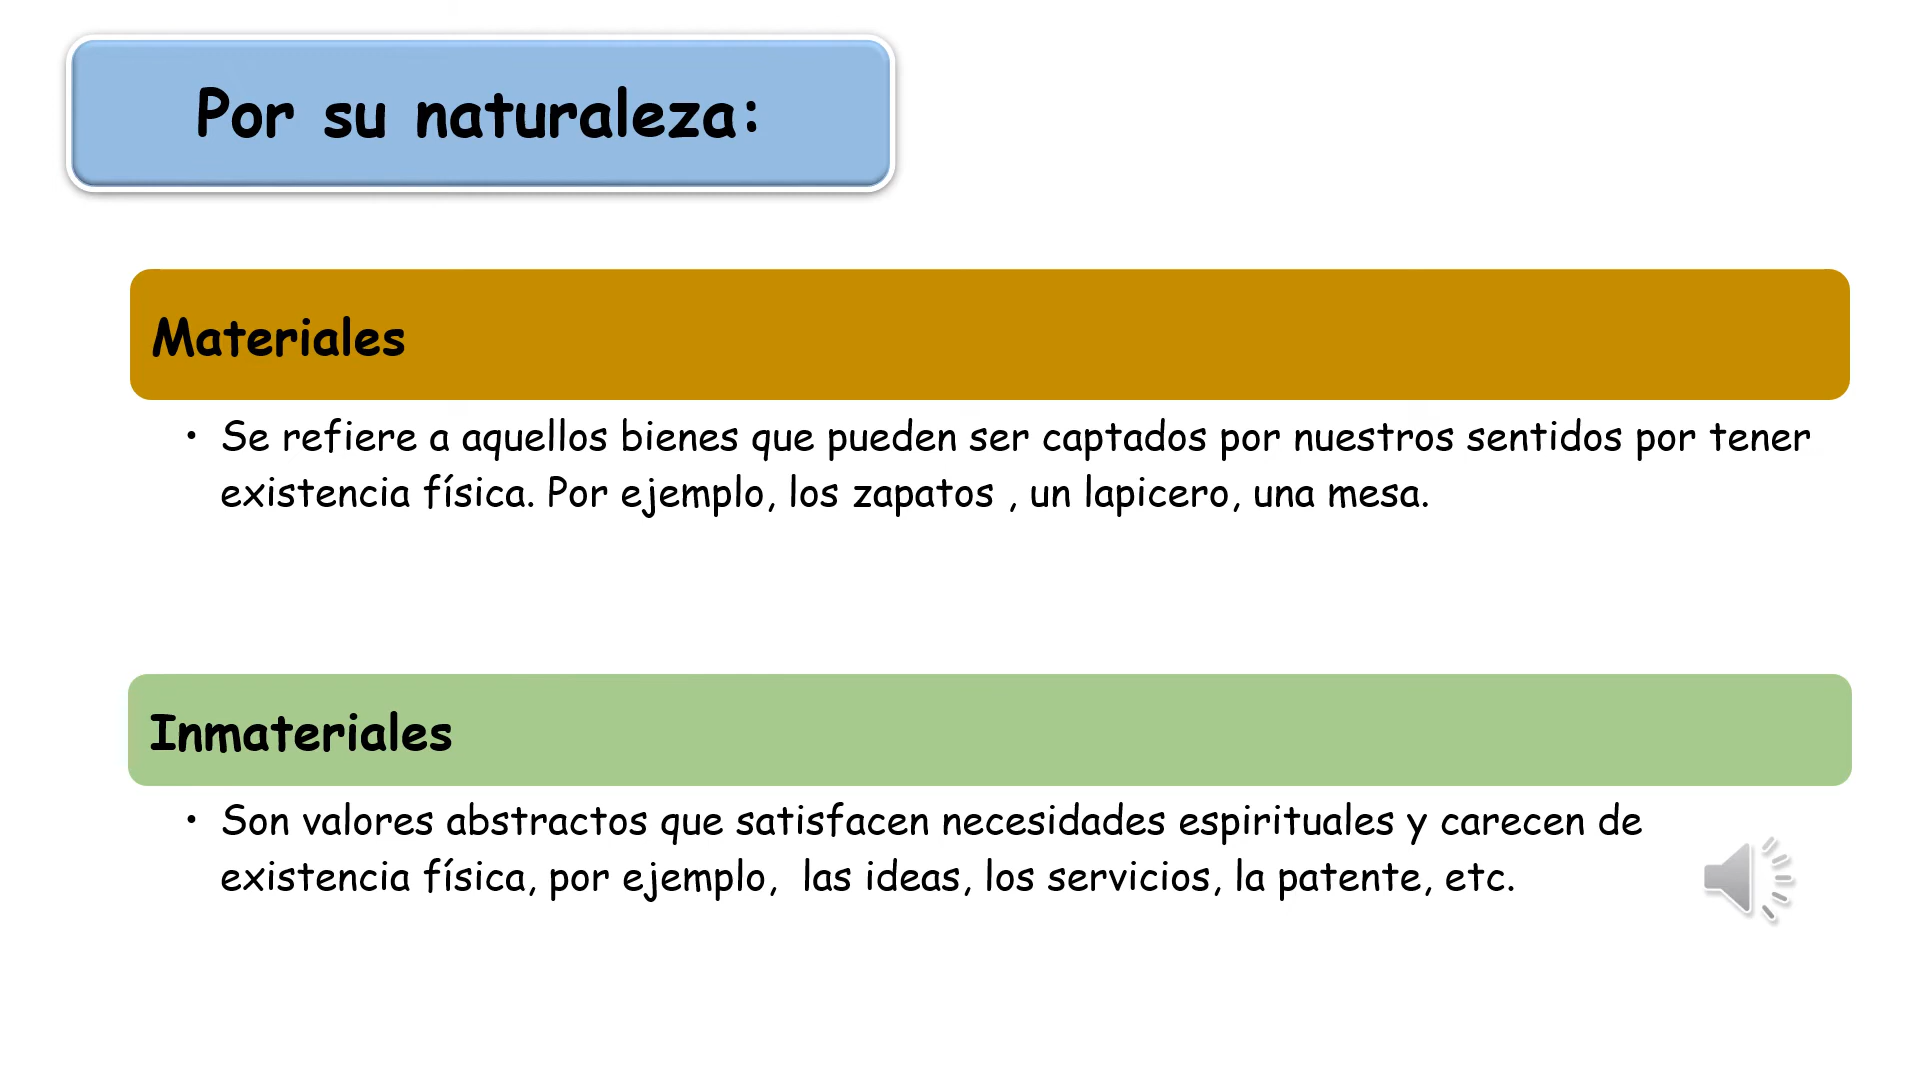 Por su naturaleza:
Materiales
• Se refiere a aquellos bienes que pueden ser captados por nuestros sentidos por tener
existencia física. Por ejemplo, los zapatos , un lapicero, una mesa.
Inmateriales
• Son valores abstractos que satisfacen necesidades espirituales y carecen de
existencia física, por ejemplo,  las ideas, los servicios, la patente, etc.